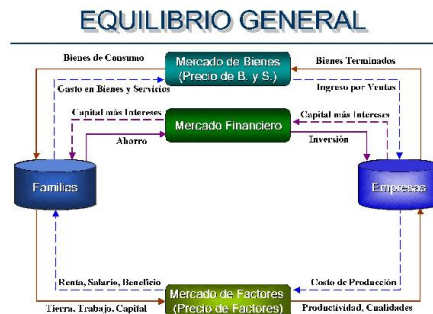 EQUILIBRIO GENERAL
Bienes de Consumo
Mercado de Bienes
(Precio de B. y S.)
Bienes Terminados
Gasto en Bienes y Servicios
Ingreso por Ventas
Capital más Intereses
Mercado Financiero
Capital más Intereses
Ahorro
Inversión
Familias
Empresas
Renta, Salario, Beneficio
Costo de Producción
Mercado de Factores
(Precio de Factores)
Tierra, Trabajo, Capital
Productividad, Cualidades